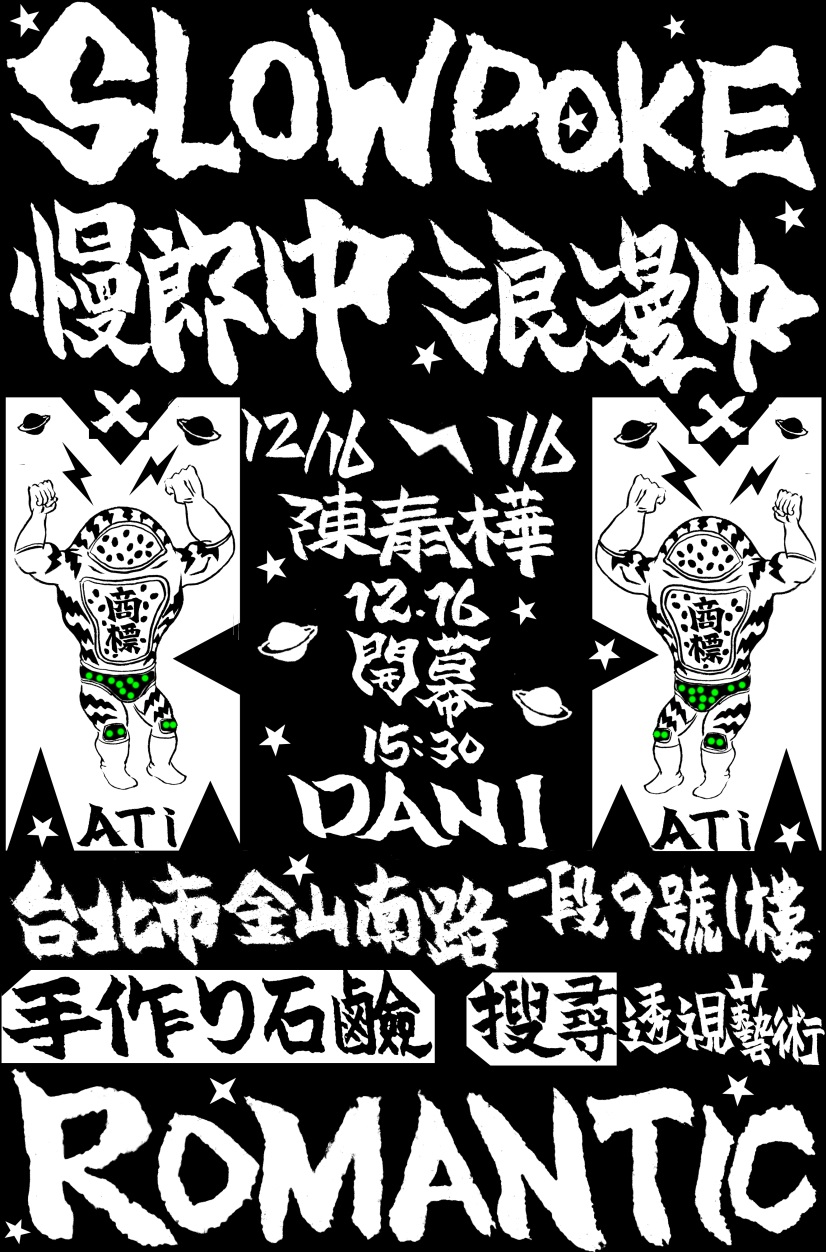 SLOWPOKE
慢郎中 浪漫中
12/16 ~ 1/6
陳春樺
12.16
開幕
15:30
DANI
商標
ATi
商標
ATi
台北市金山南路一段9號1樓
手作り石鹼 搜尋透視藝術
ROMANTIC